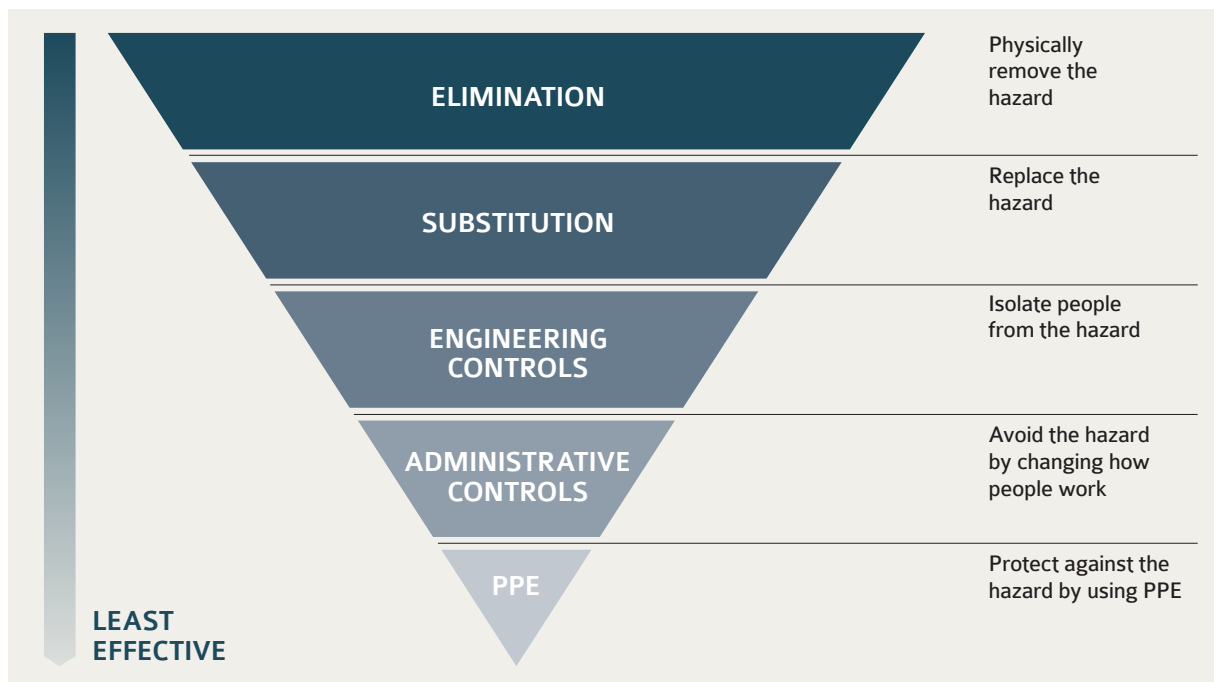 ELIMINATION
Physically
remove the
hazard
SUBSTITUTION
Replace the
hazard
ENGINEERING
CONTROLS
Isolate people
from the hazard
ADMINISTRATIVE
CONTROLS
Avoid the hazard
by changing how
people work
PPE
Protect against the
hazard by using PPE
LEAST
EFFECTIVE